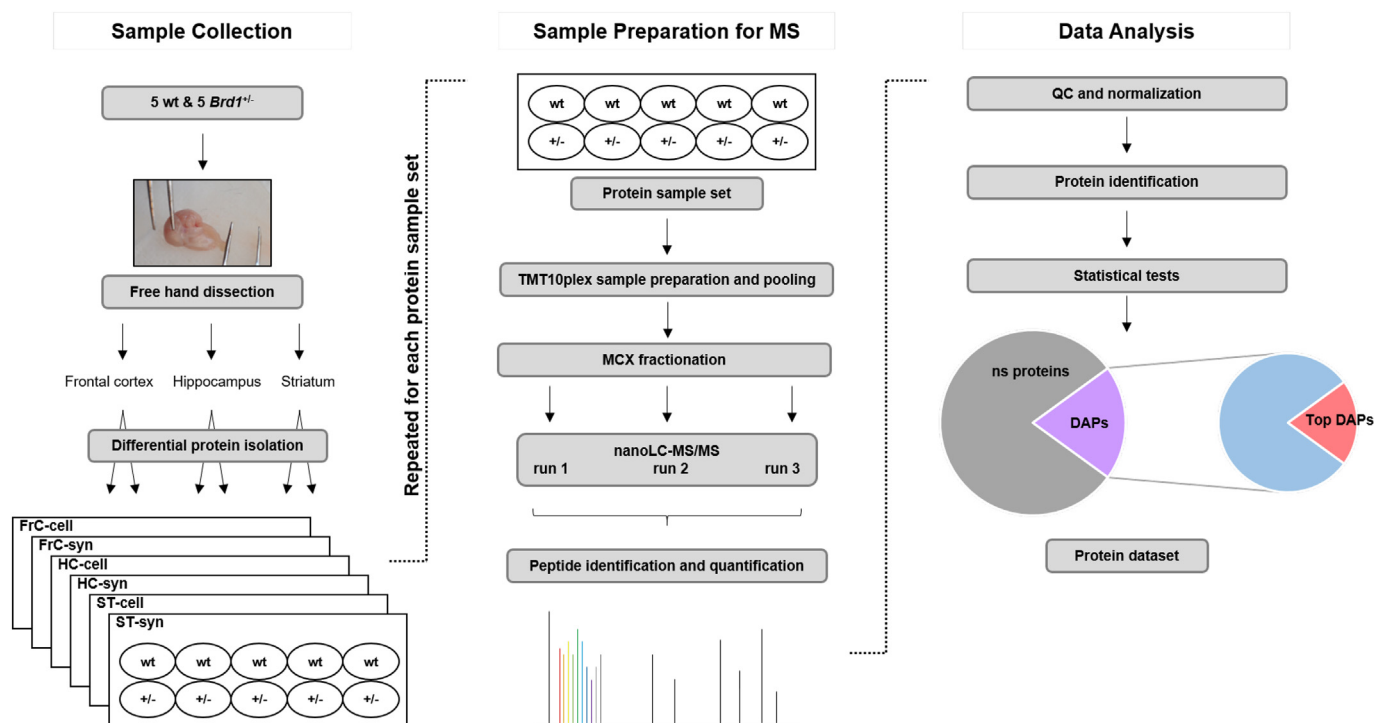 Sample Collection
5 wt & 5 Brd1+/-
Free hand dissection
Frontal cortex
Hippocampus
Striatum
Differential protein isolation
FrC-cell
FrC-syn
HC-cell
HC-syn
ST-cell
ST-syn
wt wt wt wt wt
+/- +/- +/- +/- +/-
Repeated for each protein sample set
Sample Preparation for MS
wt wt wt wt wt
+/- +/- +/- +/- +/-
Protein sample set
TMT10plex sample preparation and pooling
MCX fractionation
nanoLC-MS/MS
run 1 run 2 run 3
Peptide identification and quantification
Data Analysis
QC and normalization
Protein identification
Statistical tests
ns proteins
DAPs
Top DAPs
Protein dataset